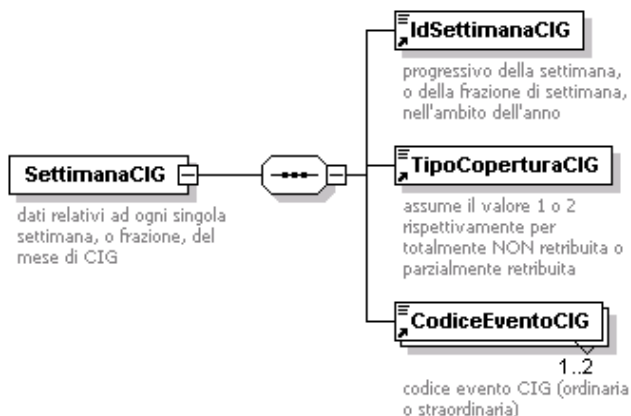 IdSettimanaCIG
progressivo della settimana,
o della frazione di settimana,
nell'ambito dell'anno
SettimanaCIG
dati relativi ad ogni singola
settimana, o frazione, del
mese di CIG
TipoCoperturaCIG
assume il valore 1 o 2
rispettivamente per
totalmente NON retribuita o
parzialmente retribuita
CodiceEventoCIG
1..2
codice evento CIG (ordinaria
o straordinaria)